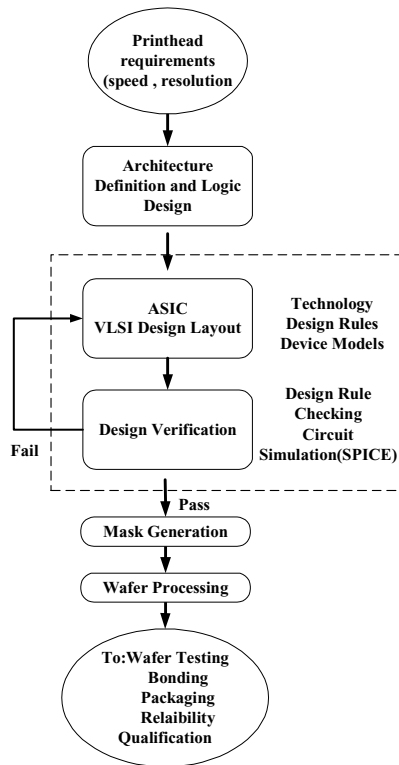 Printhead
requirements
(speed , resolution
Architecture
Definition and Logic
Design
ASIC
VLSI Design Layout
Technology
Design Rules
Device Models
Design Verification
Design Rule
Checking
Circuit
Simulation(SPICE)
Fail
Pass
Mask Generation
Wafer Processing
To:Wafer Testing
Bonding
Packaging
Relaibility
Qualification